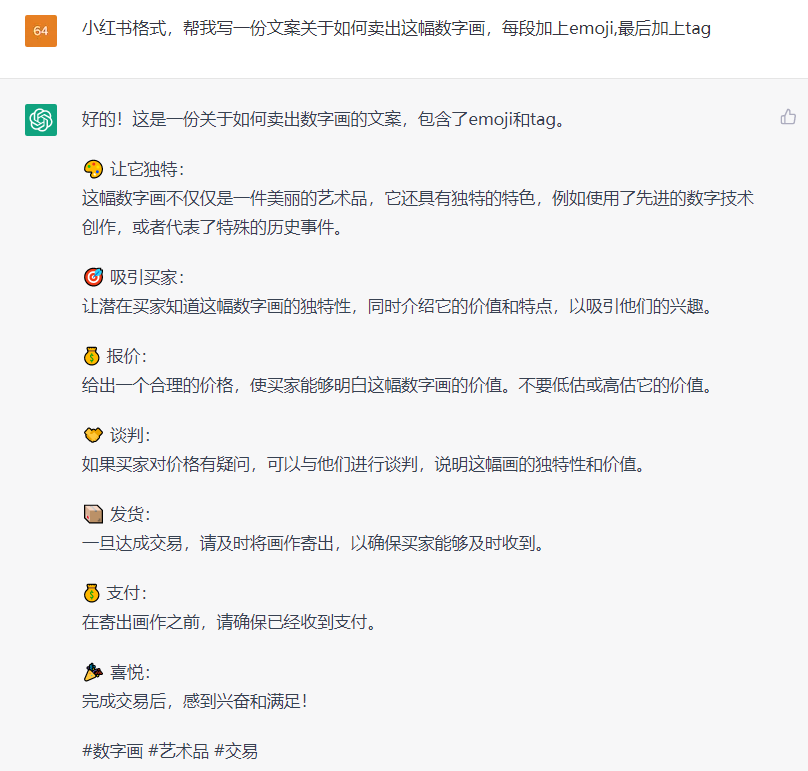 64
小红书格式，帮我写一份文案关于如何卖出这幅数字画，每段加上emoji,最后加上tag
好的！这是一份关于如何卖出数字画的文案，包含了emoji和tag。
🎨 让它独特：
这幅数字画不仅仅是一件美丽的艺术品，它还具有独特的特色，例如使用了先进的数字技术
创作，或者代表了特殊的历史事件。
🎯 吸引买家：
让潜在买家知道这幅数字画的独特性，同时介绍它的价值和特点，以吸引他们的兴趣。
💰 报价：
给出一个合理的价格，使买家能够明白这幅数字画的价值。不要低估或高估它的价值。
🤝 谈判：
如果买家对价格有疑问，可以与他们进行谈判，说明这幅画的独特性和价值。
📦 发货：
一旦达成交易，请及时将画作寄出，以确保买家能够及时收到。
💰 支付：
在寄出画作之前，请确保已经收到支付。
🎉 喜悦：
完成交易后，感到兴奋和满足！
#数字画 #艺术品 #交易